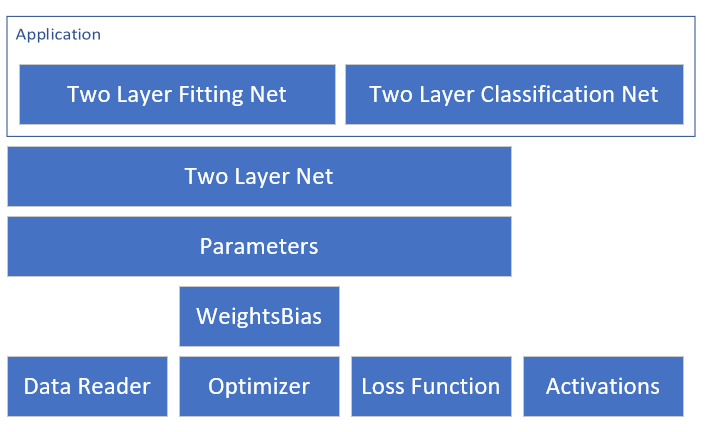 Application
Two Layer Fitting Net
Two Layer Classification Net
Two Layer Net
Parameters
WeightsBias
Data Reader
Optimizer
Loss Function
Activations